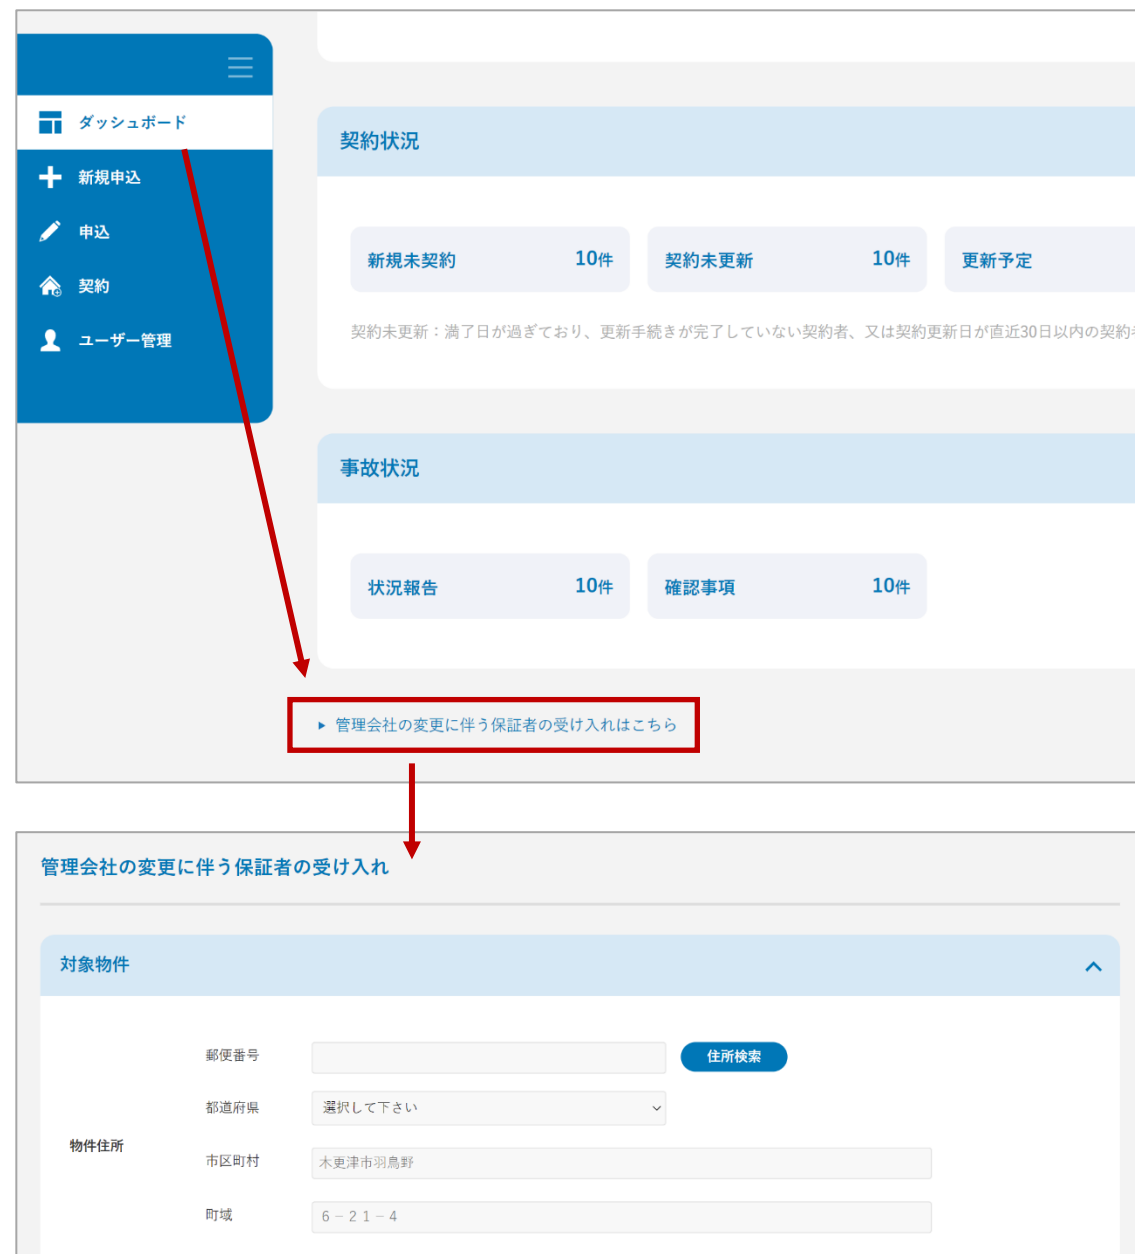 ダッシュボード
新規申込
申込
契約
ユーザー管理
契約状況
新規未契約 10件 契約未更新 10件 更新予定
契約未更新：満了日が過ぎており、更新手続きが完了していない契約者、又は契約更新日が直近30日以内の契約
事故状況
状況報告 10件 確認事項 10件
▶ 管理会社の変更に伴う保証者の受け入れはこちら
管理会社の変更に伴う保証者の受け入れ
対象物件
郵便番号 住所検索
都道府県 選択して下さい
物件住所
市区町村 木更津市羽鳥野
町域 ６－２１－４